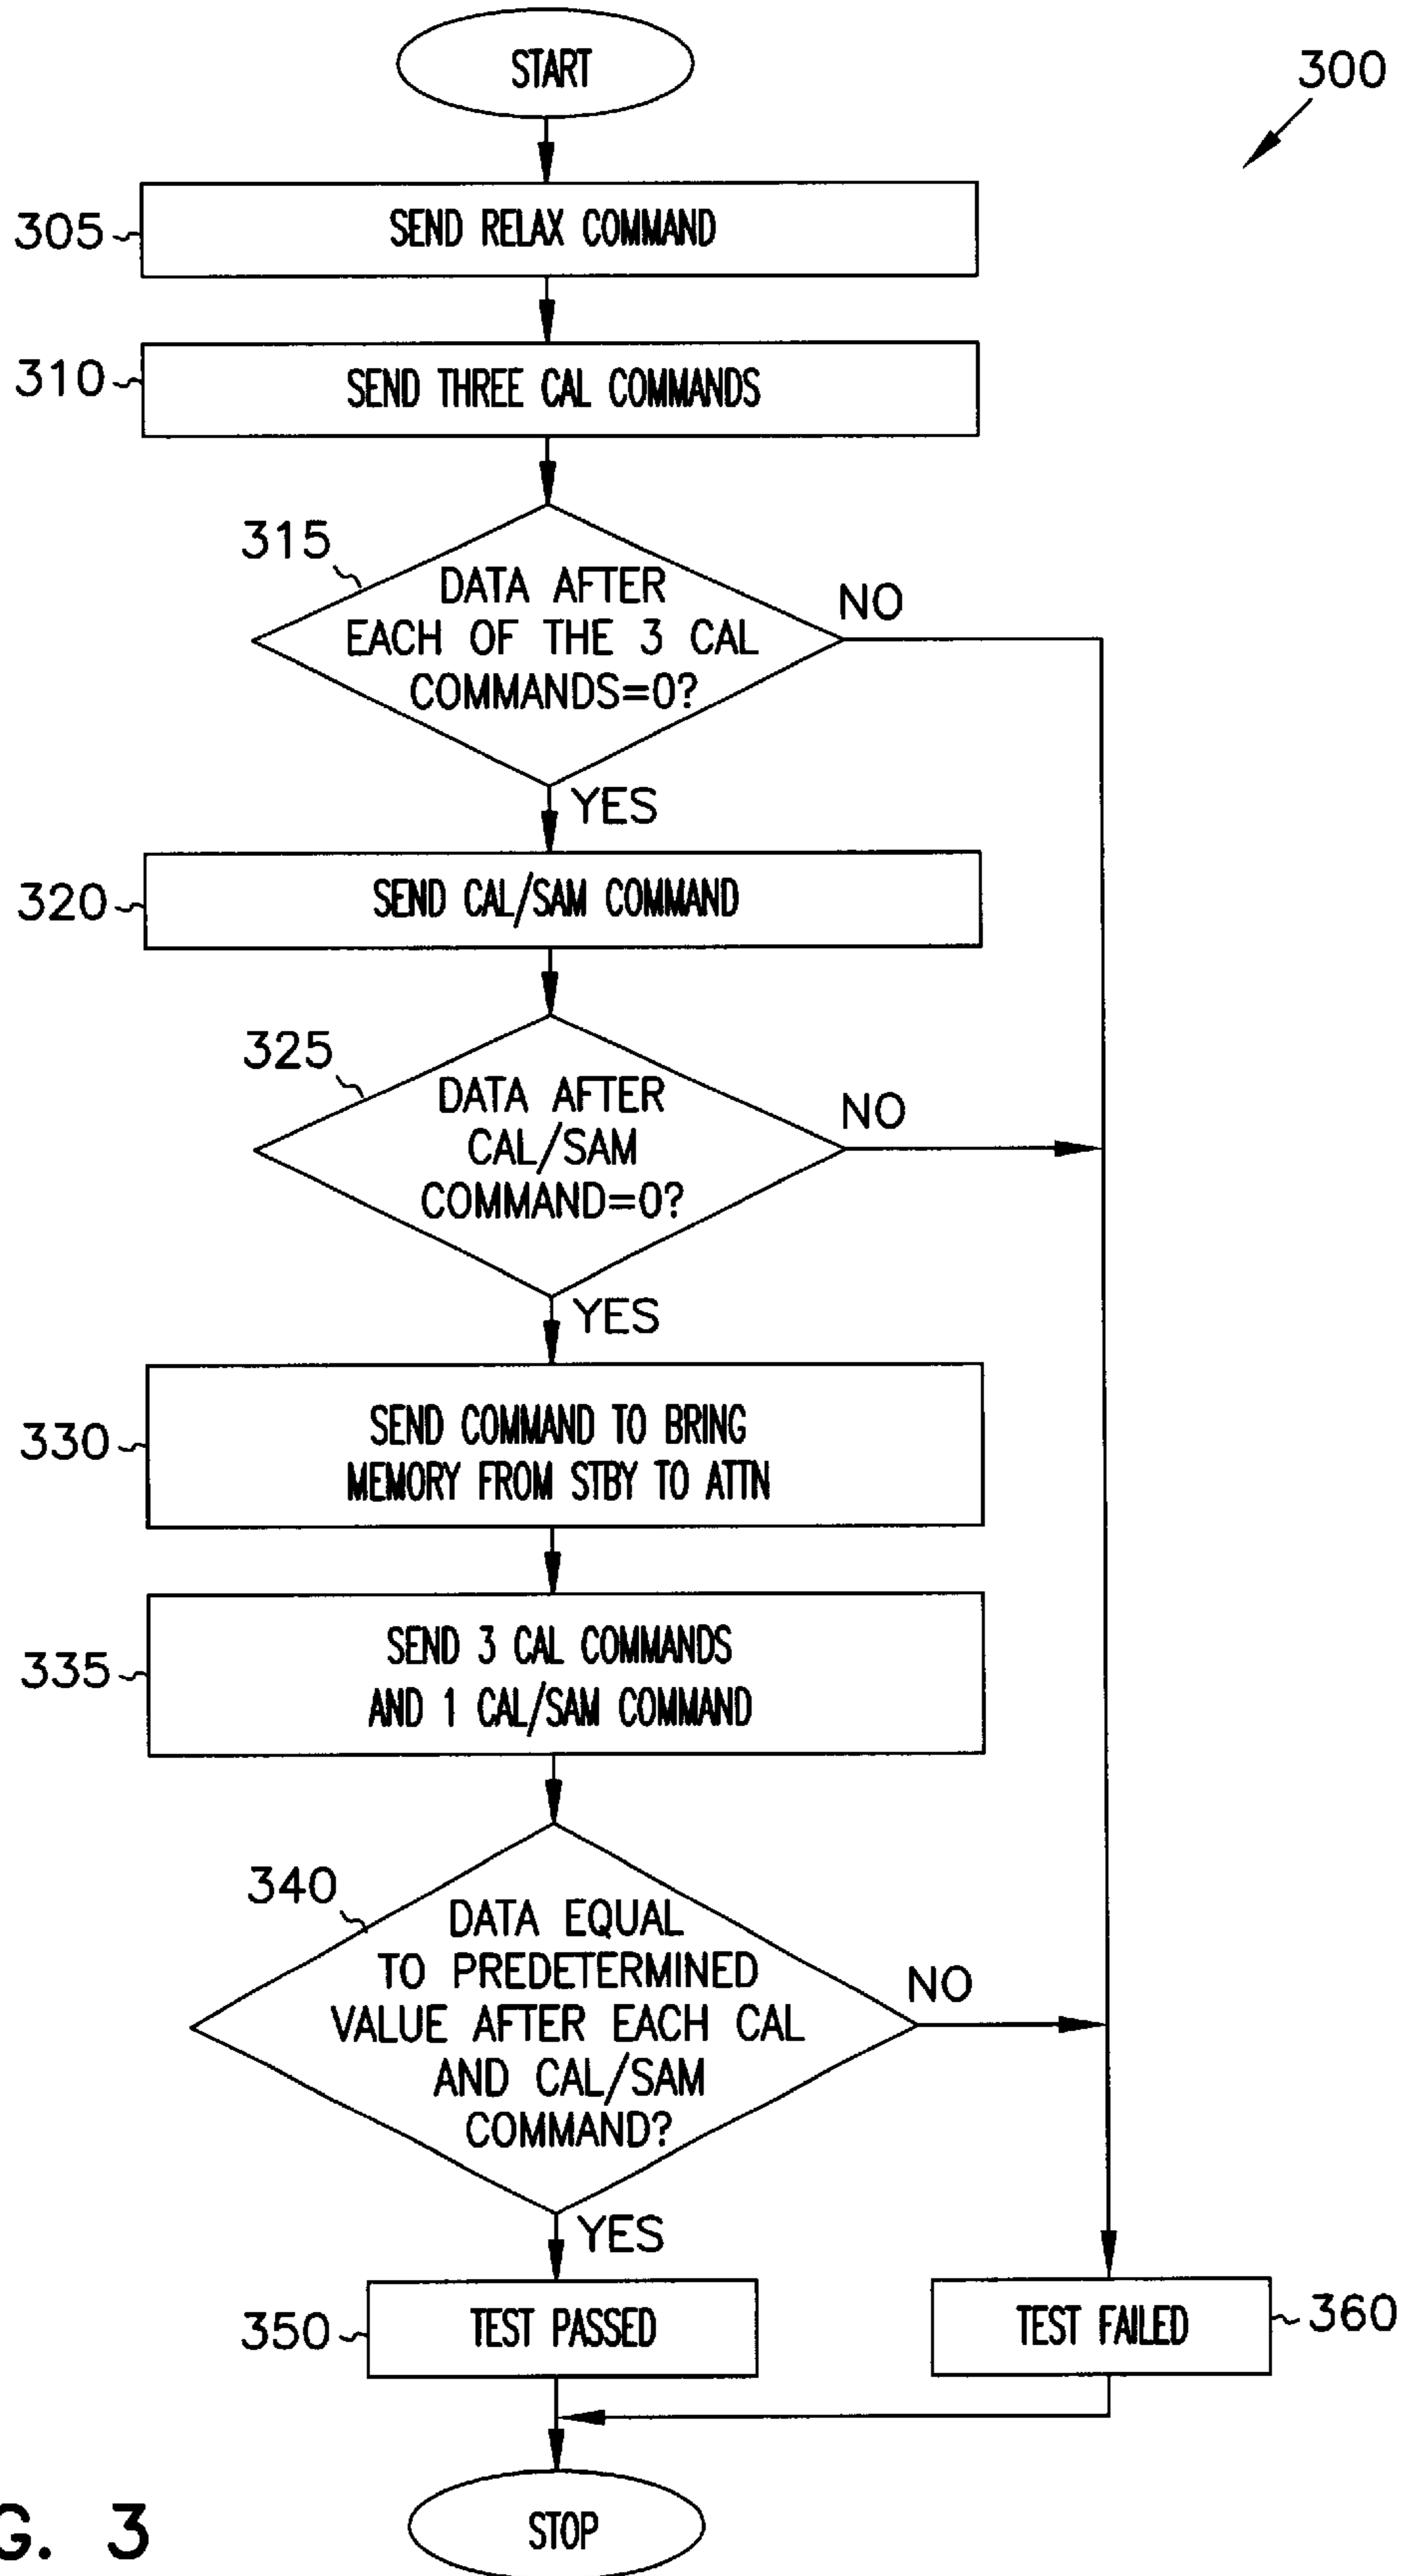 START
300
305
SEND RELAX COMMAND
310
SEND THREE CAL COMMANDS
315
DATA AFTER
EACH OF THE 3 CAL
COMMANDS=0?
NO
YES
320
SEND CAL/SAM COMMAND
325
DATA AFTER
CAL/SAM
COMMAND=0?
NO
YES
330
SEND COMMAND TO BRING
MEMORY FROM STBY TO ATTN
335
SEND 3 CAL COMMANDS
AND 1 CAL/SAM COMMAND
340
DATA EQUAL
TO PREDETERMINED
VALUE AFTER EACH CAL
AND CAL/SAM
COMMAND?
NO
YES
350
TEST PASSED
TEST FAILED
360
STOP
G. 3